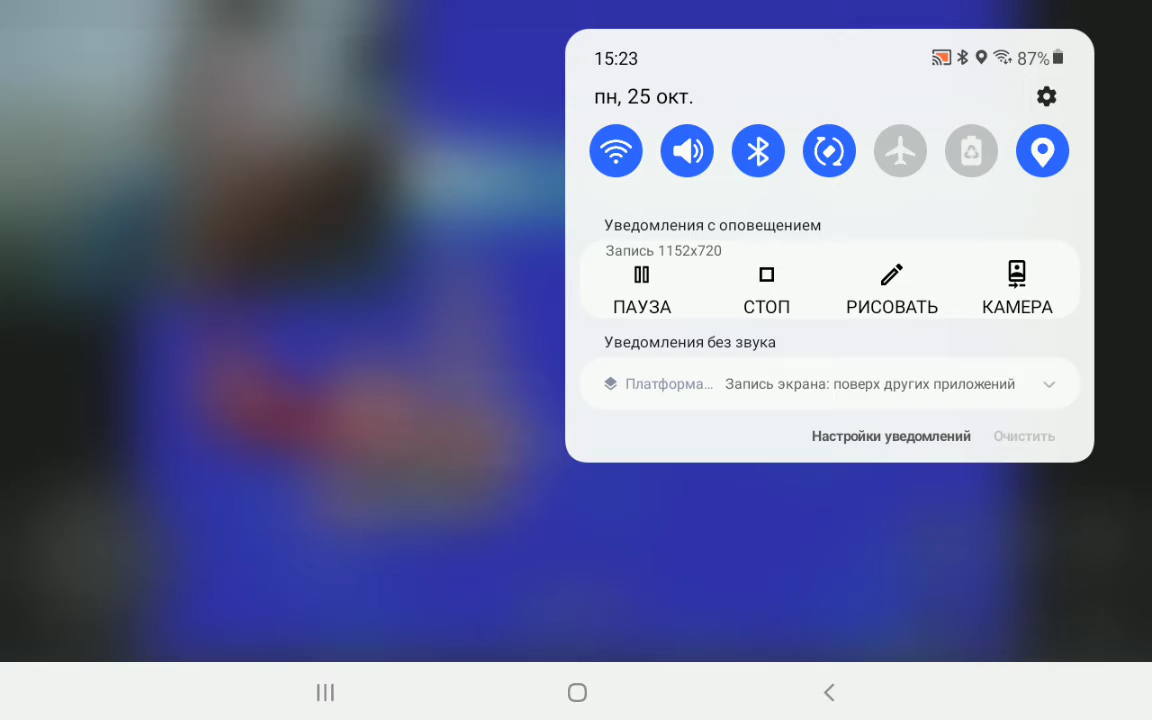 15:23 87%
пн, 25 окт.
Уведомления с оповещением
Запись 1152x720
ПАУЗА СТОП РИСОВАТЬ КАМЕРА
Уведомления без звука
Платформа... Запись экрана: поверх других приложений
Настройки уведомлений Очистить